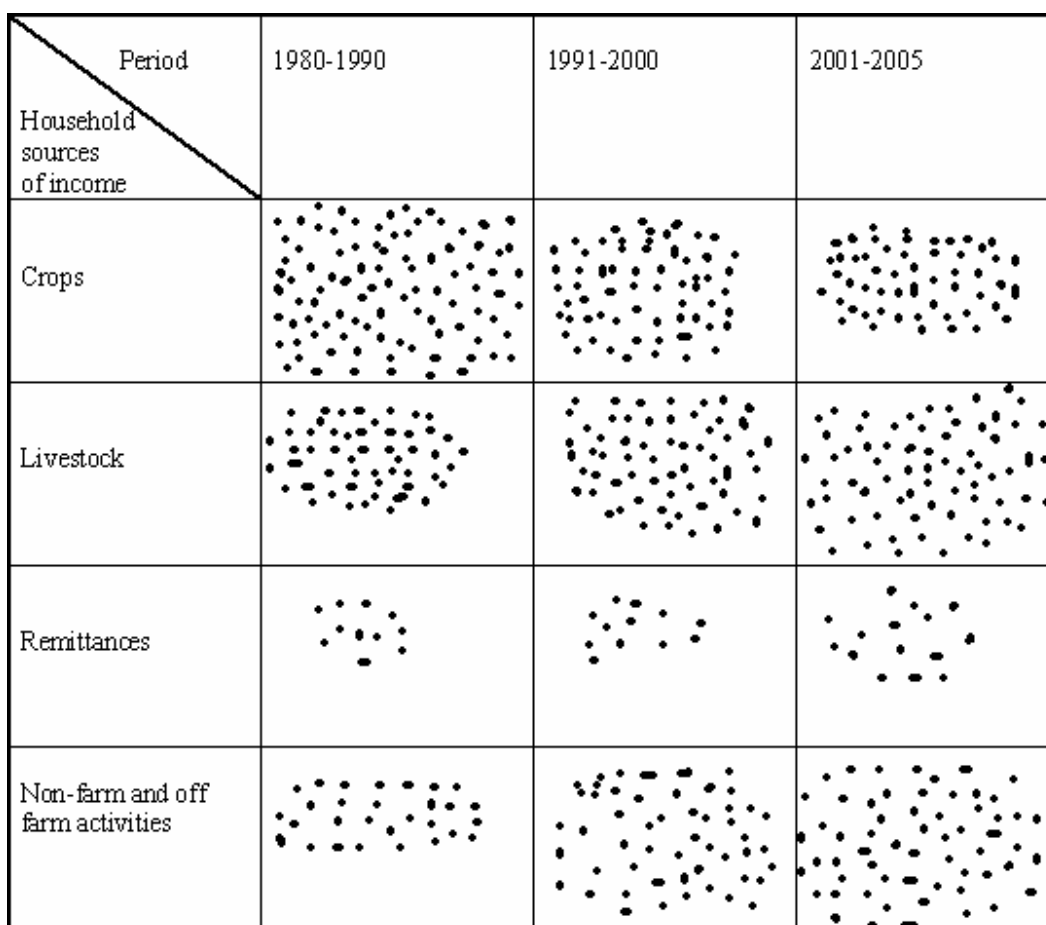 Period
1980-1990
1991-2000
2001-2005
Household
sources
of income
Crops
Livestock
Remittances
Non-farm and off
farm activities